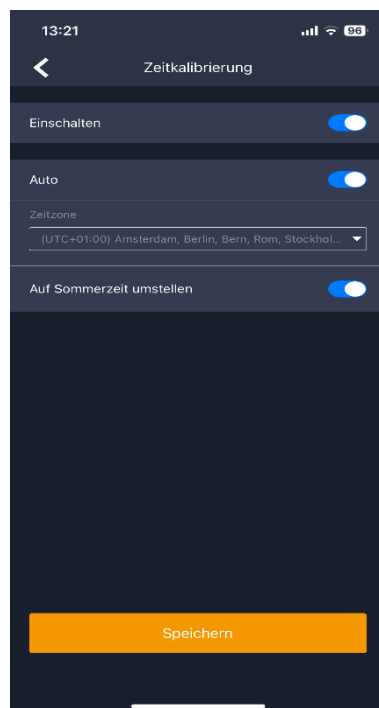 13:21
96
Zeitkalibrierung
Einschalten
Auto
Zeitzone
(UTC+01:00) Amsterdam, Berlin, Bern, Rom, Stockhol...
Auf Sommerzeit umstellen
Speichern